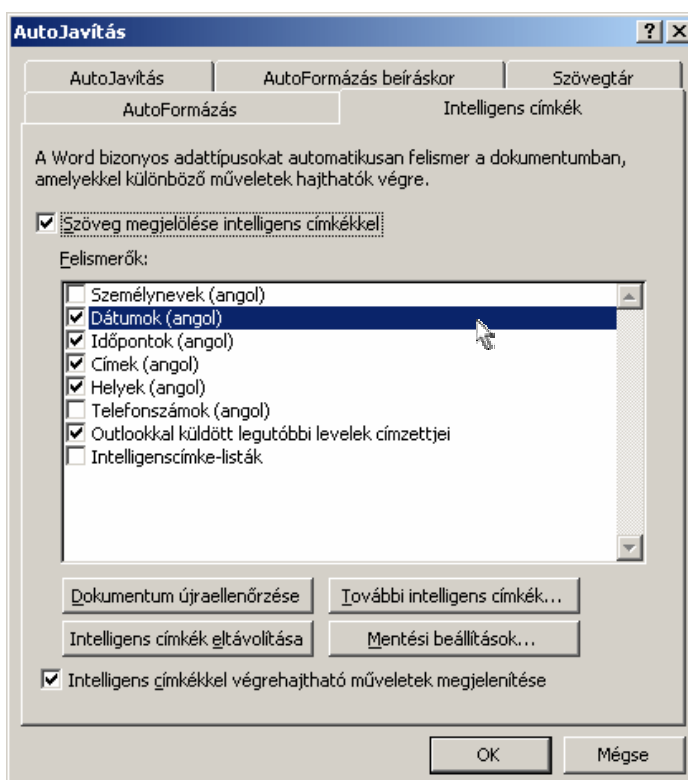 AutoJavítás
AutoJavítás AutoFormázás beíráskor Szövegtár
AutoFormázás Intelligens címkék
A Word bizonyos adattípusokat automatikusan felismer a dokumentumban,
amelyekkel különböző műveletek hajthatók végre.
Szöveg megjelölése intelligens címkékkel
Felismerők:
Személynevek (angol)
Dátumok (angol)
Időpontok (angol)
Címek (angol)
Helyek (angol)
Telefonszámok (angol)
Outlookkal küldött legutóbbi levelek címzettjei
Intelligenscímke-listák
Dokumentum újraellenőrzése További intelligens címkék...
Intelligens címkék eltávolítása Mentési beállítások...
Intelligens címkékkel végrehajtható műveletek megjelenítése
OK Mégse